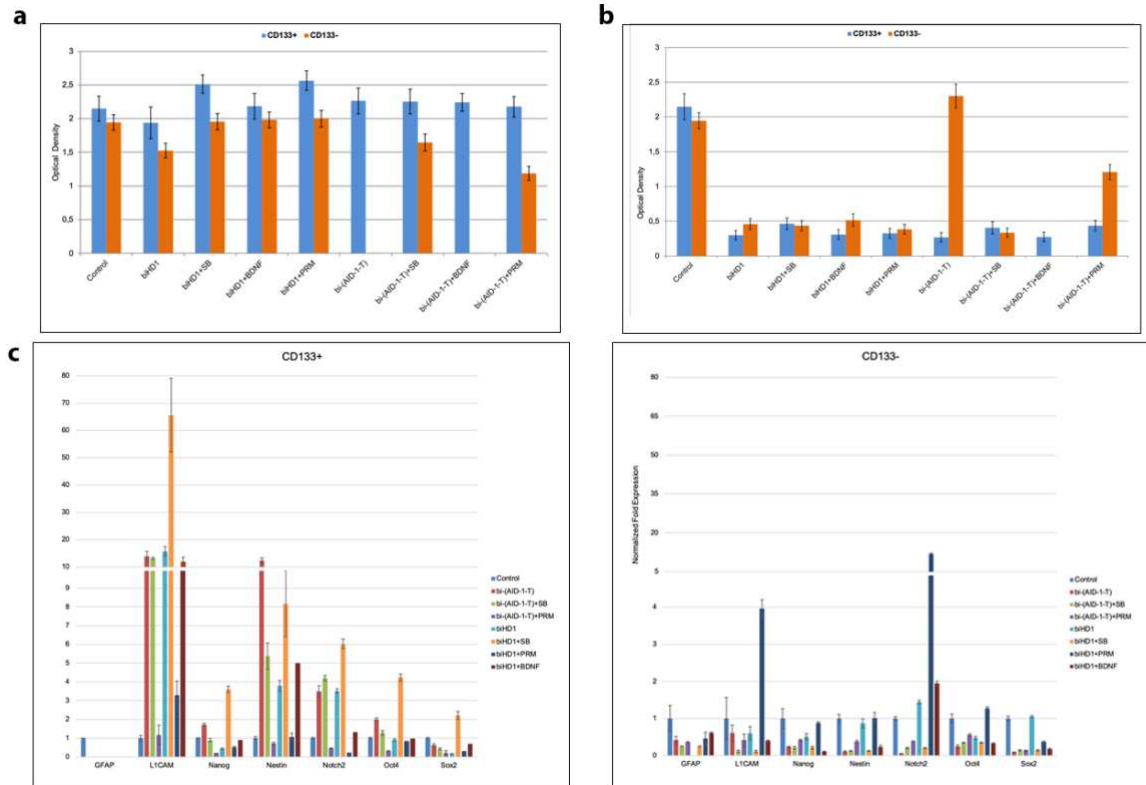 a
CD133+ CD133-
3
2,5
2
1,5
1
0,5
0
Optical Density
Control
biHD1
biHD1+SB
biHD1+BDNF
biHD1+PRM
bi-(AID-1-T)
bi-(AID-1-T)+SB
bi-(AID-1-T)+BDNF
bi-(AID-1-T)+PRM
b
CD133+ CD133-
3
2,5
2
1,5
1
0,5
0
Optical Density
Control
biHD1
biHD1+SB
biHD1+BDNF
biHD1+PRM
bi-(AID-1-T)
bi-(AID-1-T)+SB
bi-(AID-1-T)+BDNF
bi-(AID-1-T)+PRM
c
CD133+
80
70
60
50
40
30
20
10
9
8
7
6
5
4
3
2
1
0
GFAP L1CAM Nanog Nestin Notch2 Oct4 Sox2
Control
bi-(AID-1-T)
bi-(AID-1-T)+SB
bi-(AID-1-T)+PRM
biHD1
biHD1+SB
biHD1+PRM
biHD1+BDNF
CD133-
Normalized Fold Expression
80
65
50
35
20
5
4
3
2
1
0
GFAP L1CAM Nanog Nestin Notch2 Oct4 Sox2
Control
bi-(AID-1-T)
bi-(AID-1-T)+SB
bi-(AID-1-T)+PRM
biHD1
biHD1+SB
biHD1+PRM
biHD1+BDNF